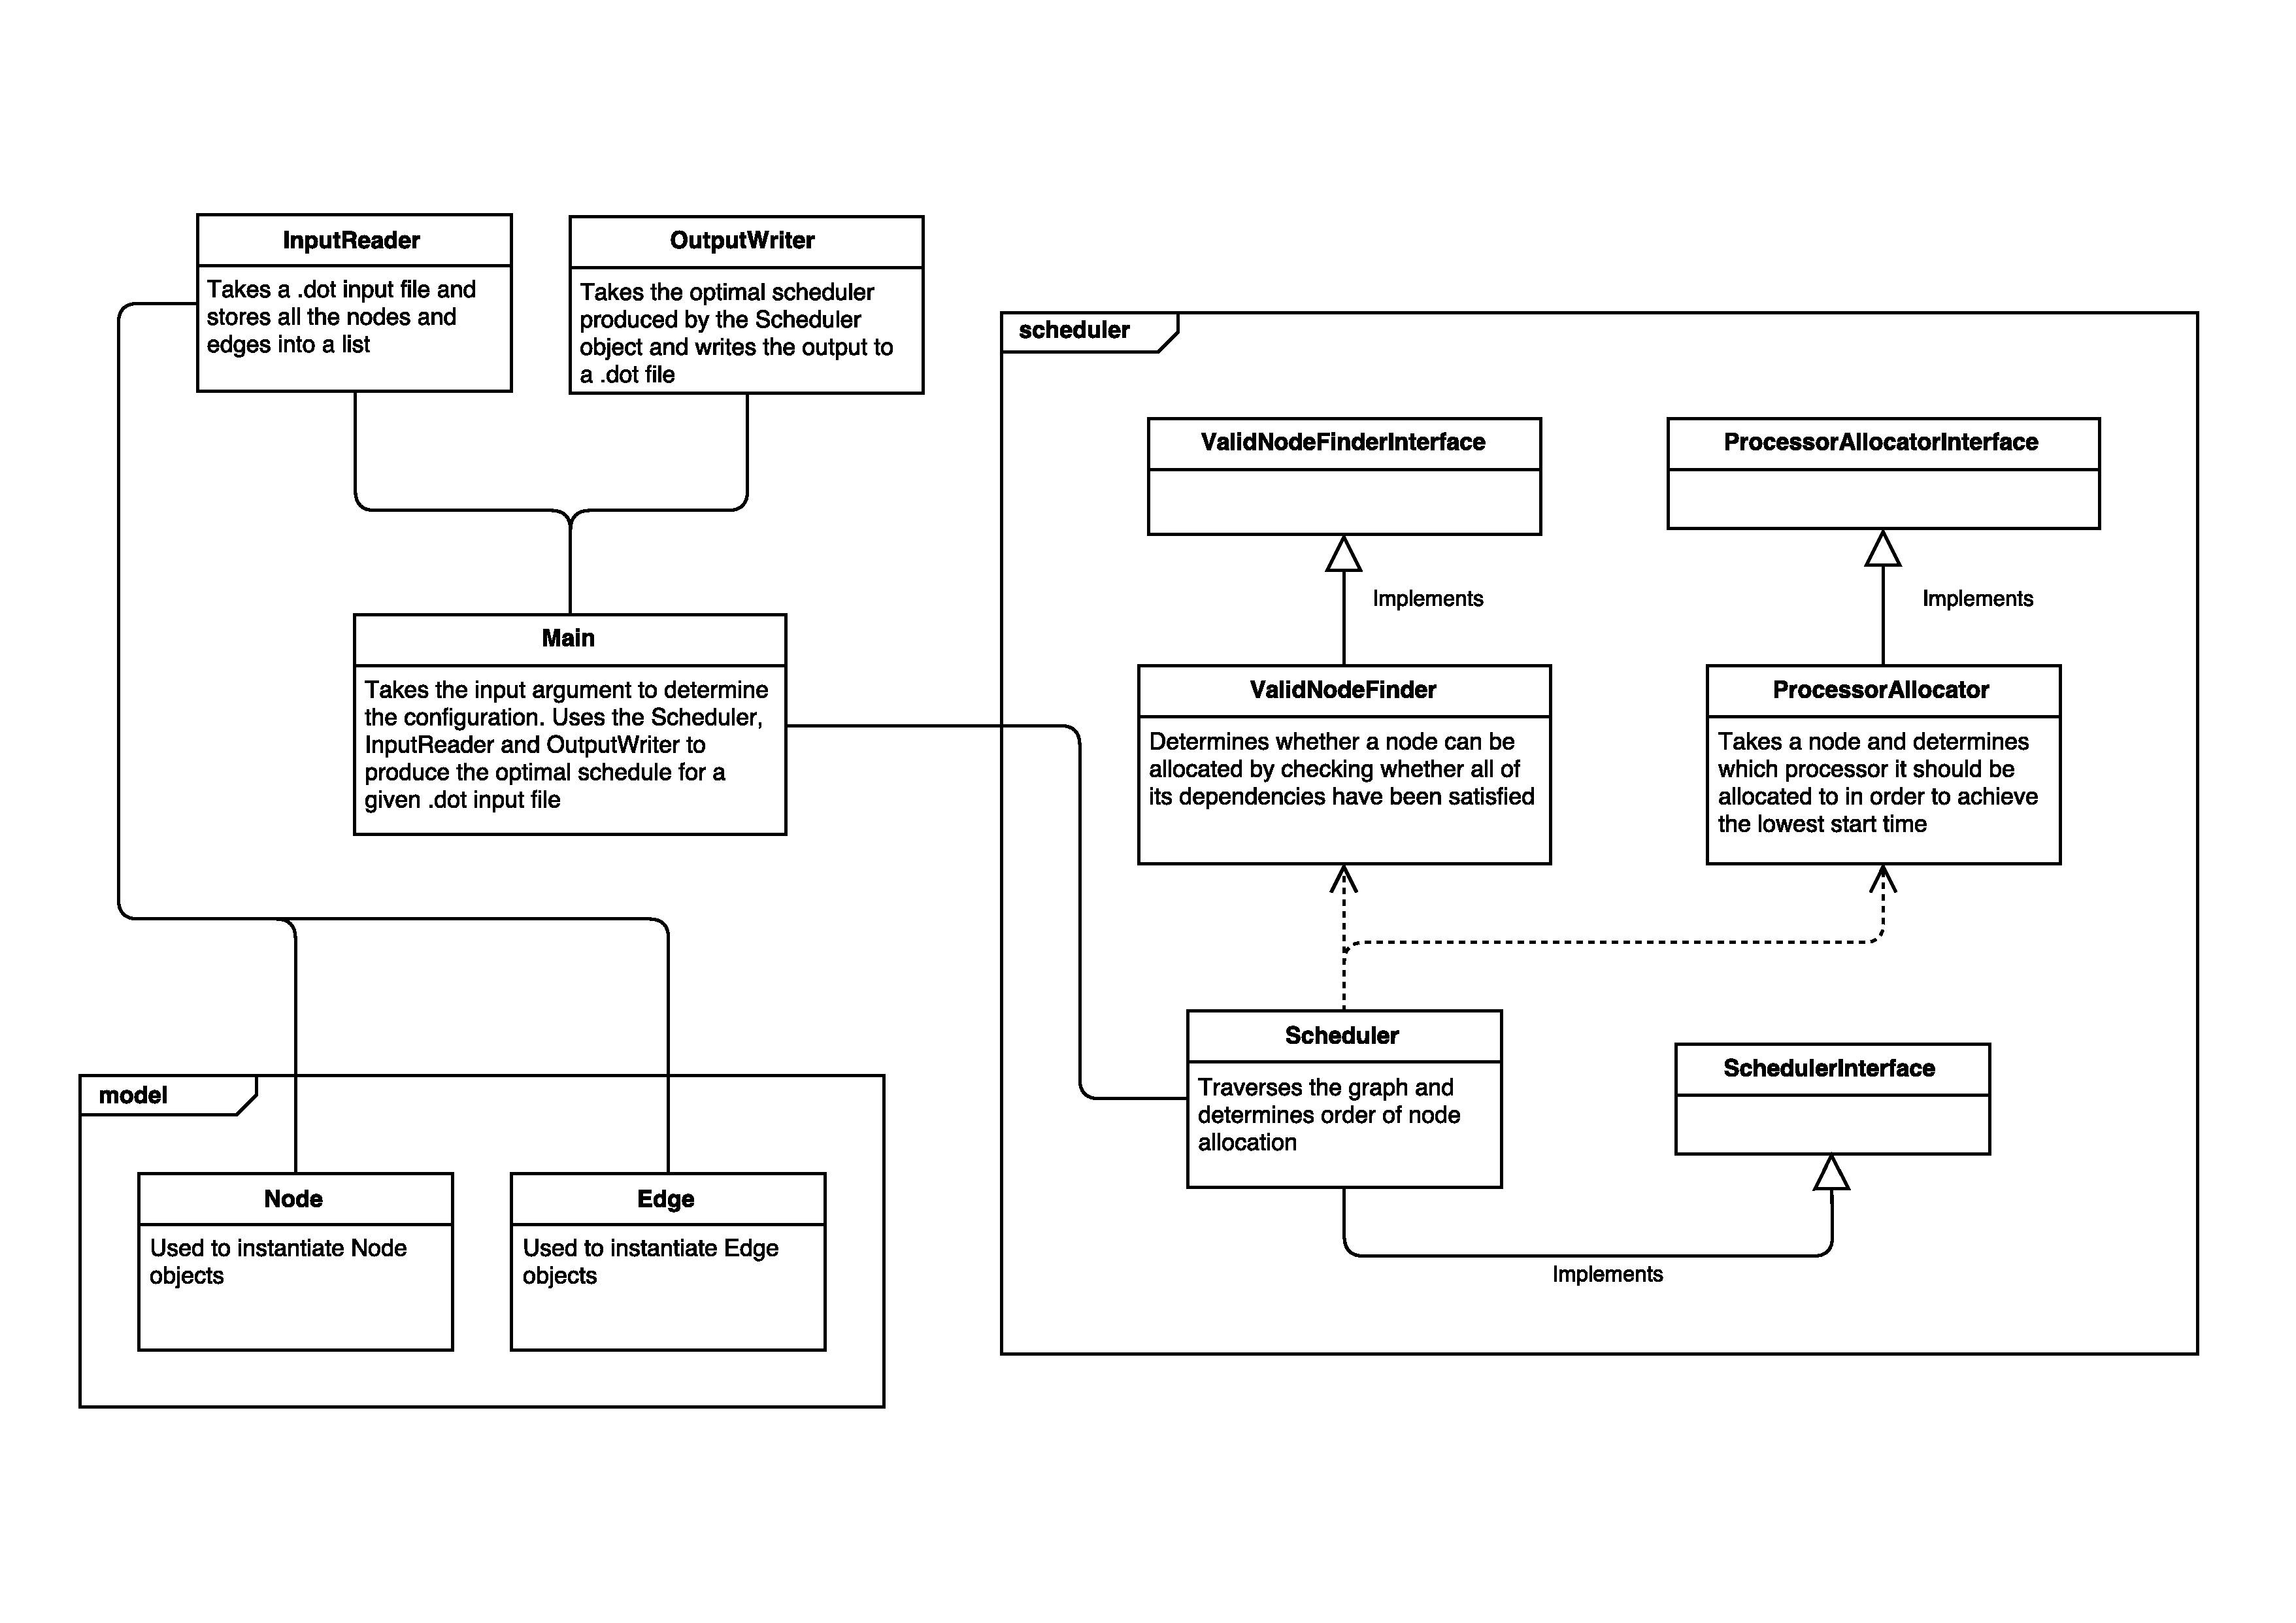 InputReader
Takes a .dot input file and
stores all the nodes and
edges into a list
OutputWriter
Takes the optimal scheduler
produced by the Scheduler
object and writes the output to
a .dot file
Main
Takes the input argument to determine
the configuration. Uses the Scheduler,
InputReader and OutputWriter to
produce the optimal schedule for a
given .dot input file
model
Node
Used to instantiate Node
objects
Edge
Used to instantiate Edge
objects
scheduler
ValidNodeFinderInterface
ProcessorAllocatorInterface
Implements
Implements
ValidNodeFinder
Determines whether a node can be
allocated by checking whether all of
its dependencies have been satisfied
ProcessorAllocator
Takes a node and determines
which processor it should be
allocated to in order to achieve
the lowest start time
Scheduler
Traverses the graph and
determines order of node
allocation
SchedulerInterface
Implements